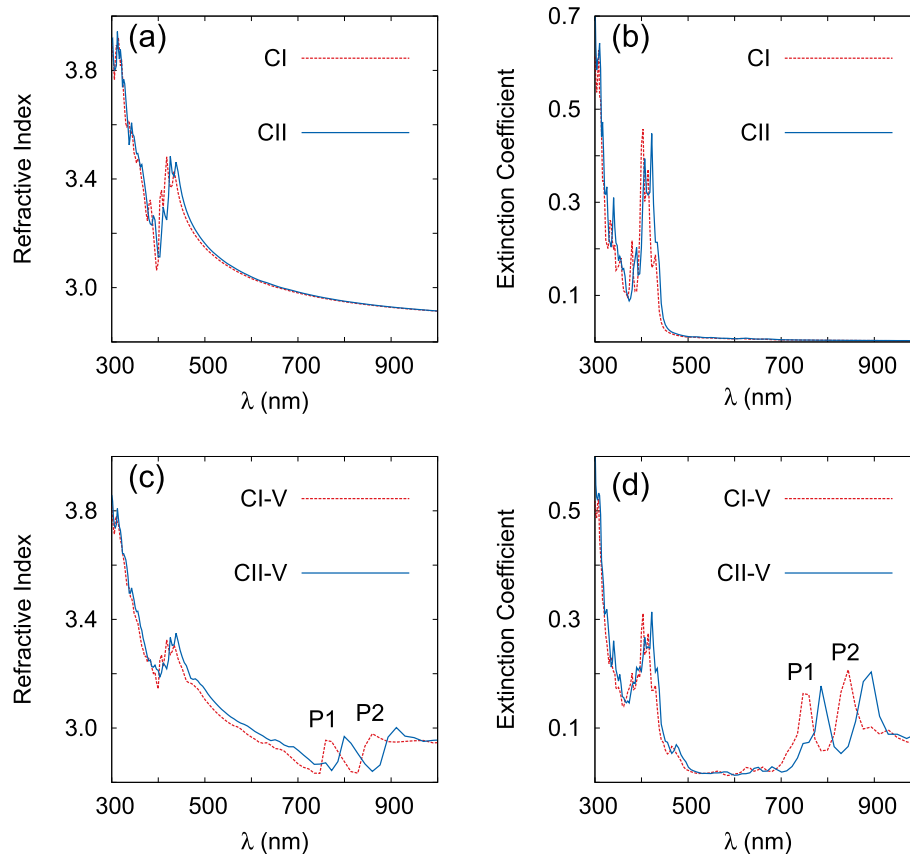 (a)
CI
CII
3.8
3.4
3.0
Refractive Index
300 500 700 900
λ (nm)
(b)
CI
CII
0.7
0.5
0.3
0.1
Extinction Coefficient
300 500 700 900
λ (nm)
(c)
CI-V
CII-V
P1 P2
3.8
3.4
3.0
Refractive Index
300 500 700 900
λ (nm)
(d)
CI-V
CII-V
P1 P2
0.5
0.3
0.1
Extinction Coefficient
300 500 700 900
λ (nm)